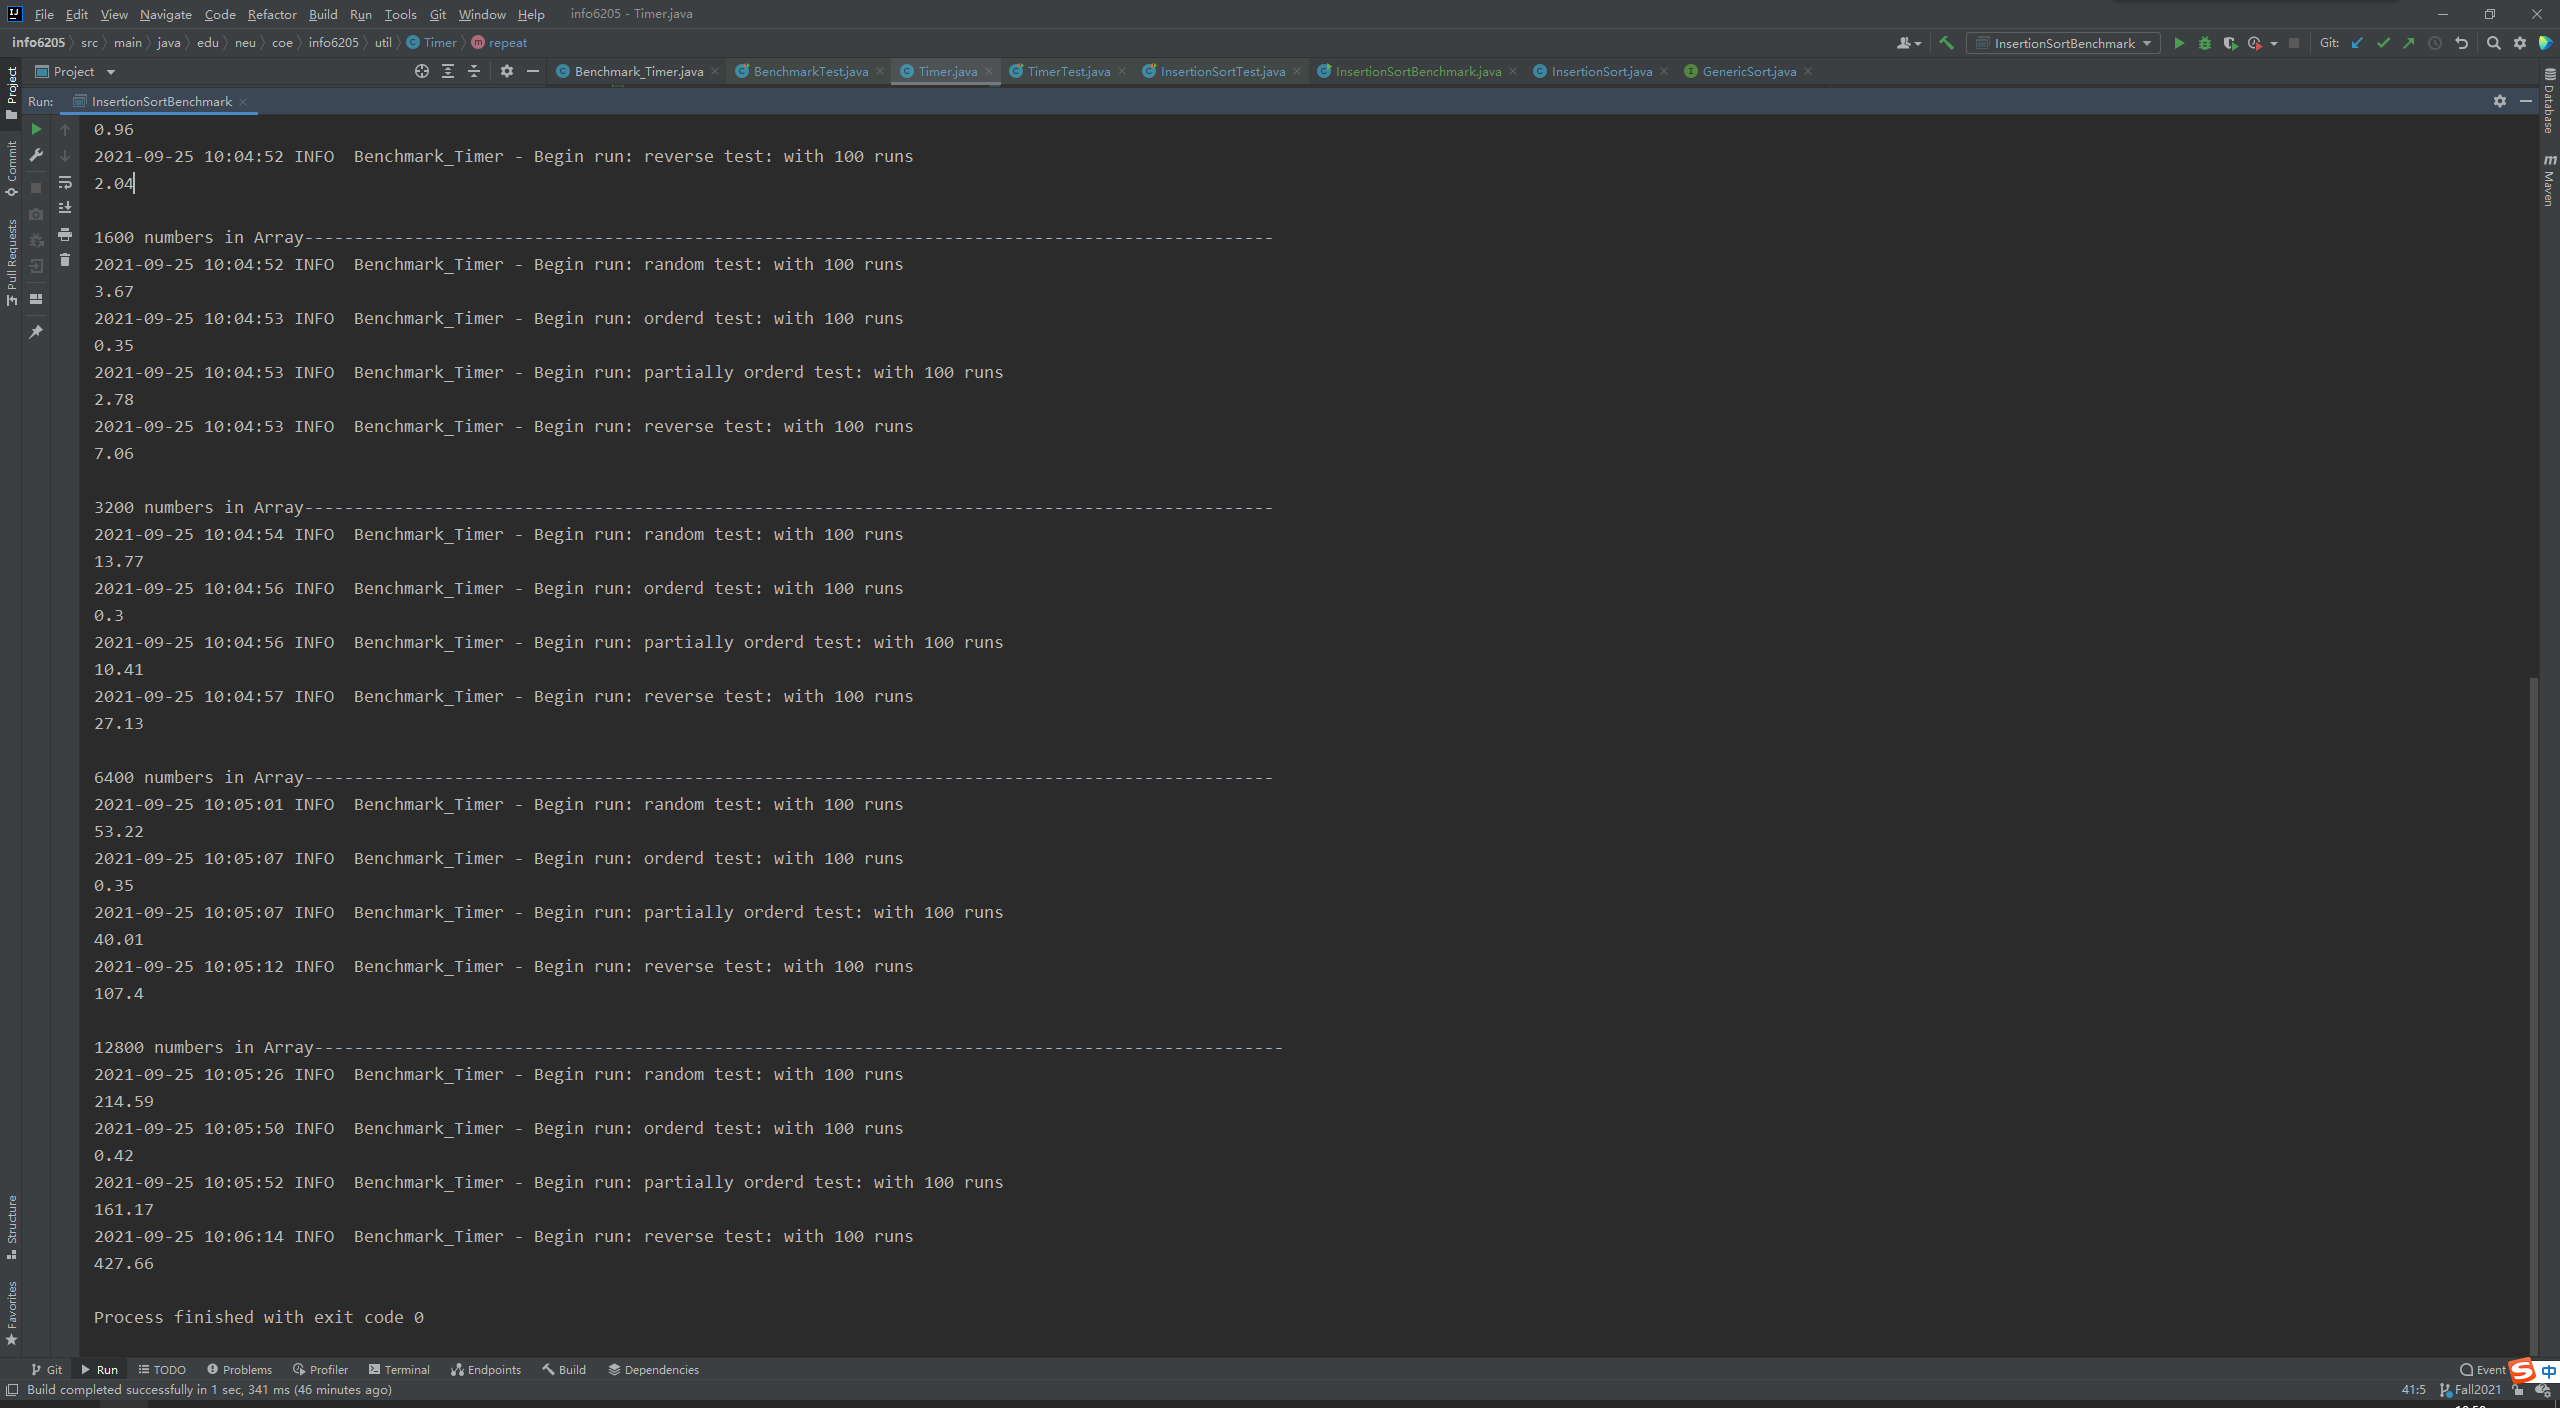 File Edit View Navigate Code Refactor Build Run Tools Git Window Help info6205 - Timer.java
info6205 src main java edu neu coe info6205 util Timer repeat InsertionSortBenchmark Git:
Project Benchmark_Timer.java BenchmarkTest.java Timer.java TimerTest.java InsertionSortTest.java InsertionSortBenchmark.java InsertionSort.java GenericSort.java
Run: InsertionSortBenchmark
0.96
2021-09-25 10:04:52 INFO  Benchmark_Timer - Begin run: reverse test: with 100 runs
2.04
1600 numbers in Array-------------------------------------------------------------------------------------------------
2021-09-25 10:04:52 INFO  Benchmark_Timer - Begin run: random test: with 100 runs
3.67
2021-09-25 10:04:53 INFO  Benchmark_Timer - Begin run: orderd test: with 100 runs
0.35
2021-09-25 10:04:53 INFO  Benchmark_Timer - Begin run: partially orderd test: with 100 runs
2.78
2021-09-25 10:04:53 INFO  Benchmark_Timer - Begin run: reverse test: with 100 runs
7.06
3200 numbers in Array-------------------------------------------------------------------------------------------------
2021-09-25 10:04:54 INFO  Benchmark_Timer - Begin run: random test: with 100 runs
13.77
2021-09-25 10:04:56 INFO  Benchmark_Timer - Begin run: orderd test: with 100 runs
0.3
2021-09-25 10:04:56 INFO  Benchmark_Timer - Begin run: partially orderd test: with 100 runs
10.41
2021-09-25 10:04:57 INFO  Benchmark_Timer - Begin run: reverse test: with 100 runs
27.13
6400 numbers in Array-------------------------------------------------------------------------------------------------
2021-09-25 10:05:01 INFO  Benchmark_Timer - Begin run: random test: with 100 runs
53.22
2021-09-25 10:05:07 INFO  Benchmark_Timer - Begin run: orderd test: with 100 runs
0.35
2021-09-25 10:05:07 INFO  Benchmark_Timer - Begin run: partially orderd test: with 100 runs
40.01
2021-09-25 10:05:12 INFO  Benchmark_Timer - Begin run: reverse test: with 100 runs
107.4
12800 numbers in Array-------------------------------------------------------------------------------------------------
2021-09-25 10:05:26 INFO  Benchmark_Timer - Begin run: random test: with 100 runs
214.59
2021-09-25 10:05:50 INFO  Benchmark_Timer - Begin run: orderd test: with 100 runs
0.42
2021-09-25 10:05:52 INFO  Benchmark_Timer - Begin run: partially orderd test: with 100 runs
161.17
2021-09-25 10:06:14 INFO  Benchmark_Timer - Begin run: reverse test: with 100 runs
427.66
Process finished with exit code 0
Project
Commit
Pull Requests
Structure
Favorites
Database
Maven
Git Run TODO Problems Profiler Terminal Endpoints Build Dependencies Event 中
Build completed successfully in 1 sec, 341 ms (46 minutes ago) 41:5 Fall2021